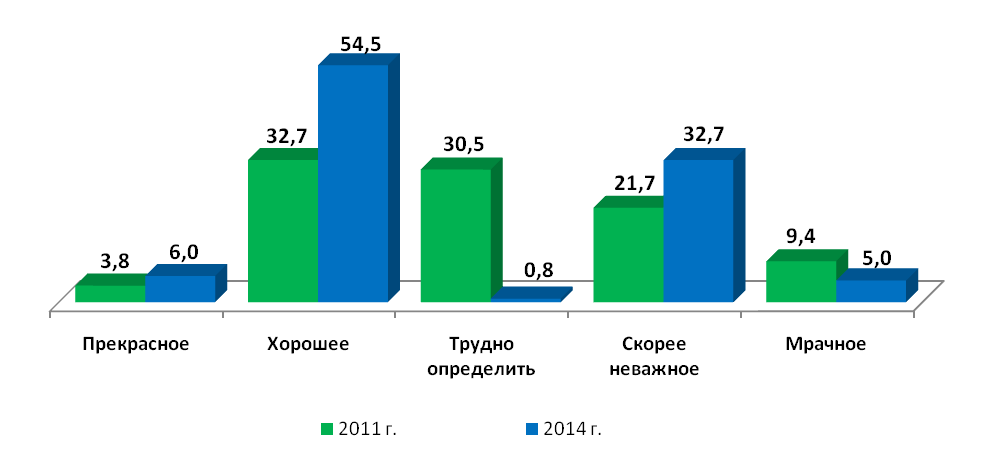 54,5
32,7
30,5
32,7
21,7
3,8
6,0
0,8
9,4
5,0
Прекрасное
Хорошее
Трудно
определить
Скорее
неважное
Мрачное
2011 г.
2014 г.